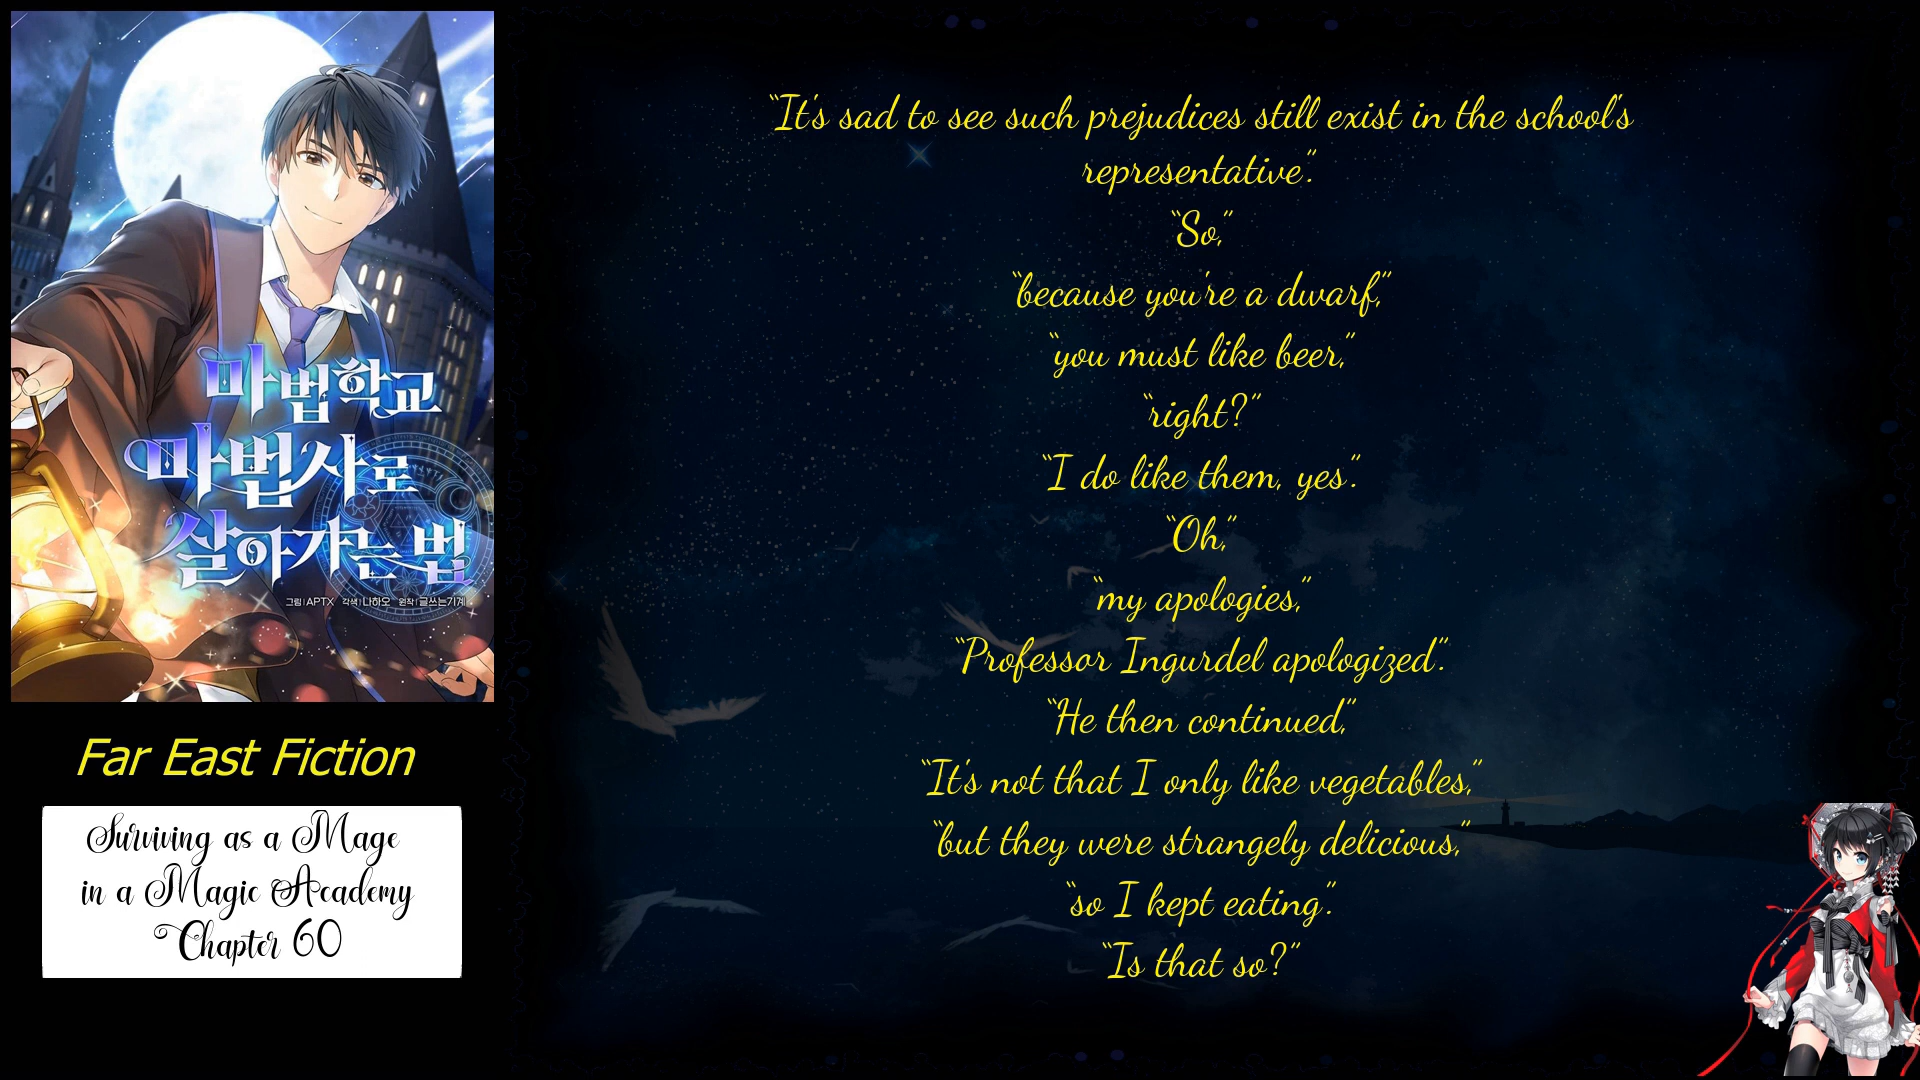 마법학교
마법사로
살아가는 법
그림|APTX 각색|나하오 원작|글쓰는기계
Far East Fiction
Surviving as a Mage
in a Magic Academy
Chapter 60
“It's sad to see such prejudices still exist in the school's
representative”.
“So,”
“because you're a dwarf,”
“you must like beer,”
“right?”
“I do like them, yes”.
“Oh,”
“my apologies,”
“Professor Ingurdel apologized”.
“He then continued,”
“It's not that I only like vegetables,”
“but they were strangely delicious,”
“so I kept eating”.
“Is that so?”